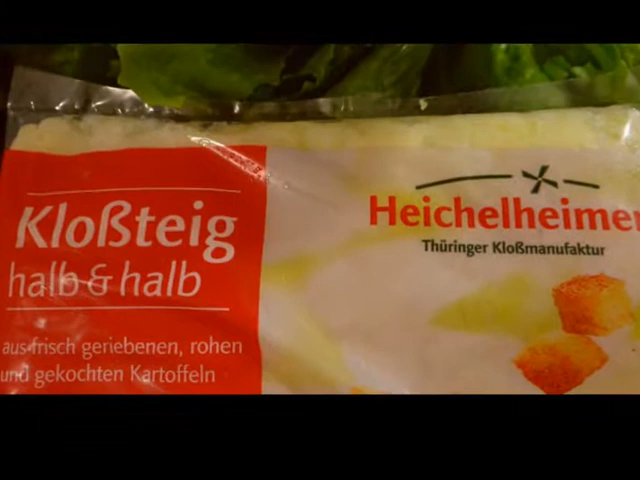 Kloßteig
halb & halb
aus frisch geriebenen, rohen
und gekochten Kartoffeln
Heichelheimer
Thüringer Kloßmanufaktur